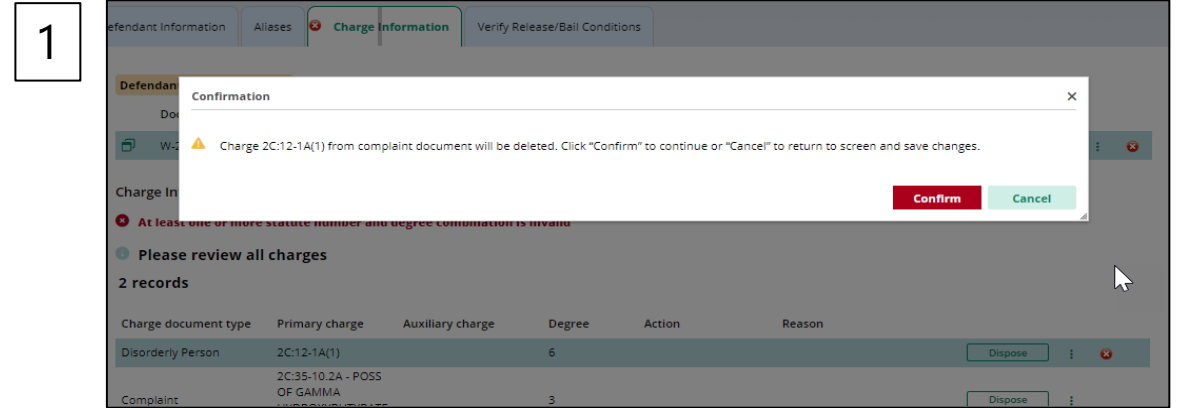 1
efendant Information Aliases Charge Information Verify Release/Bail Conditions
Defendan
Confirmation
Do
W-2
Charge 2C:12-1A(1) from complaint document will be deleted. Click “Confirm” to continue or “Cancel” to return to screen and save changes.
Charge In
Confirm Cancel
At least one or more statute number and degree combination is invalid
Please review all charges
2 records
Charge document type Primary charge Auxiliary charge Degree Action Reason
Disorderly Person 2C:12-1A(1) 6 Dispose
2C:35-10.2A - POSS
OF GAMMA
Complaint 3 Dispose
HYDROXYBUTYRATE